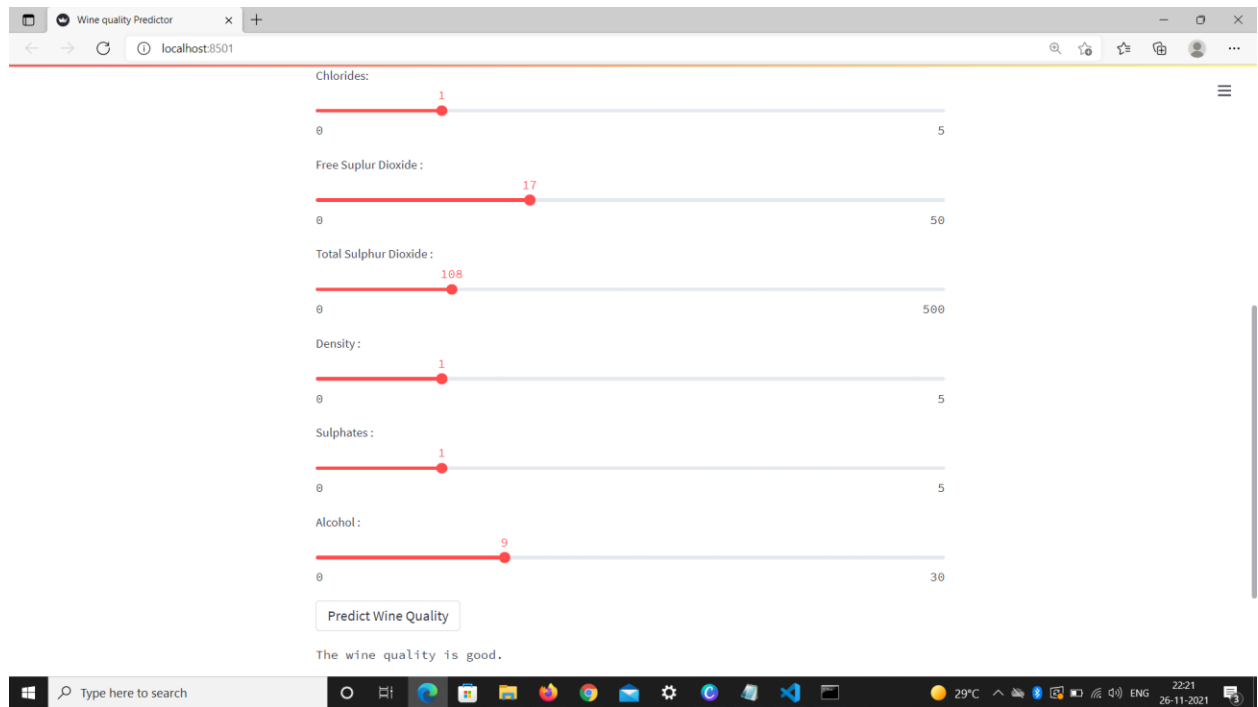 Wine quality Predictor
localhost:8501
Chlorides:
1
0 5
Free Suplur Dioxide :
17
0 50
Total Sulphur Dioxide :
108
0 500
Density :
1
0 5
Sulphates :
1
0 5
Alcohol :
9
0 30
Predict Wine Quality
The wine quality is good.
Type here to search
29°C ENG 22:21
26-11-2021
3